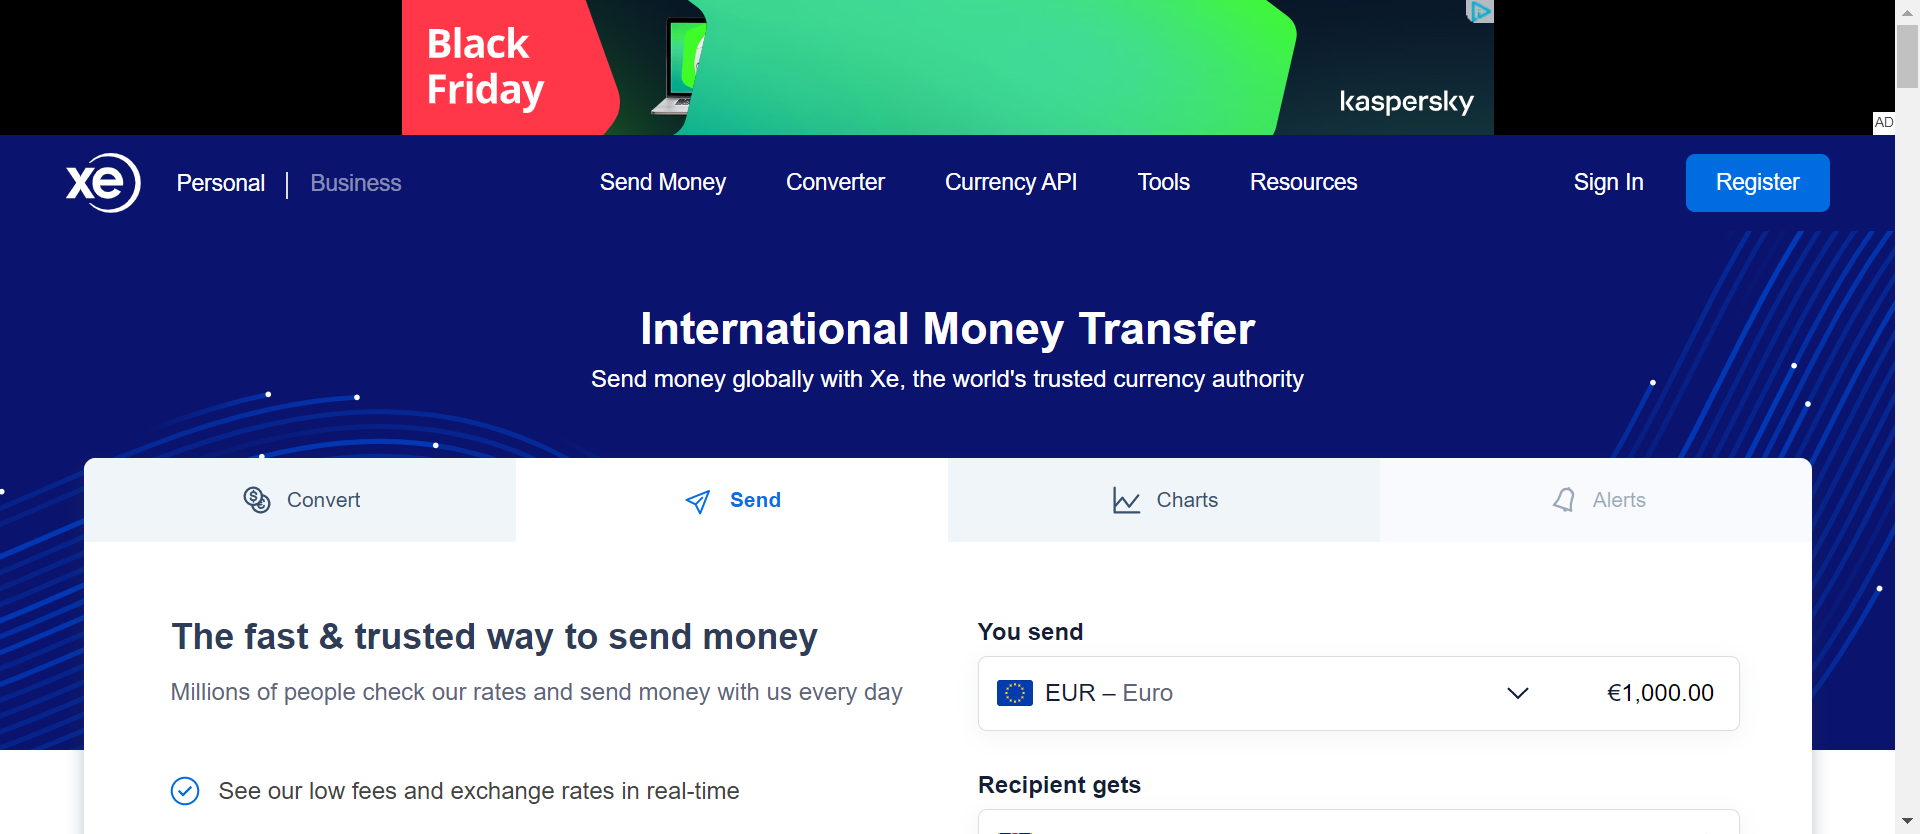 Black
Friday
kaspersky
AD
xe
Personal
Business
Send Money
Converter
Currency API
Tools
Resources
Sign In
Register
International Money Transfer
Send money globally with Xe, the world's trusted currency authority
Convert
Send
Charts
Alerts
The fast & trusted way to send money
Millions of people check our rates and send money with us every day
See our low fees and exchange rates in real-time
You send
EUR – Euro
€1,000.00
Recipient gets